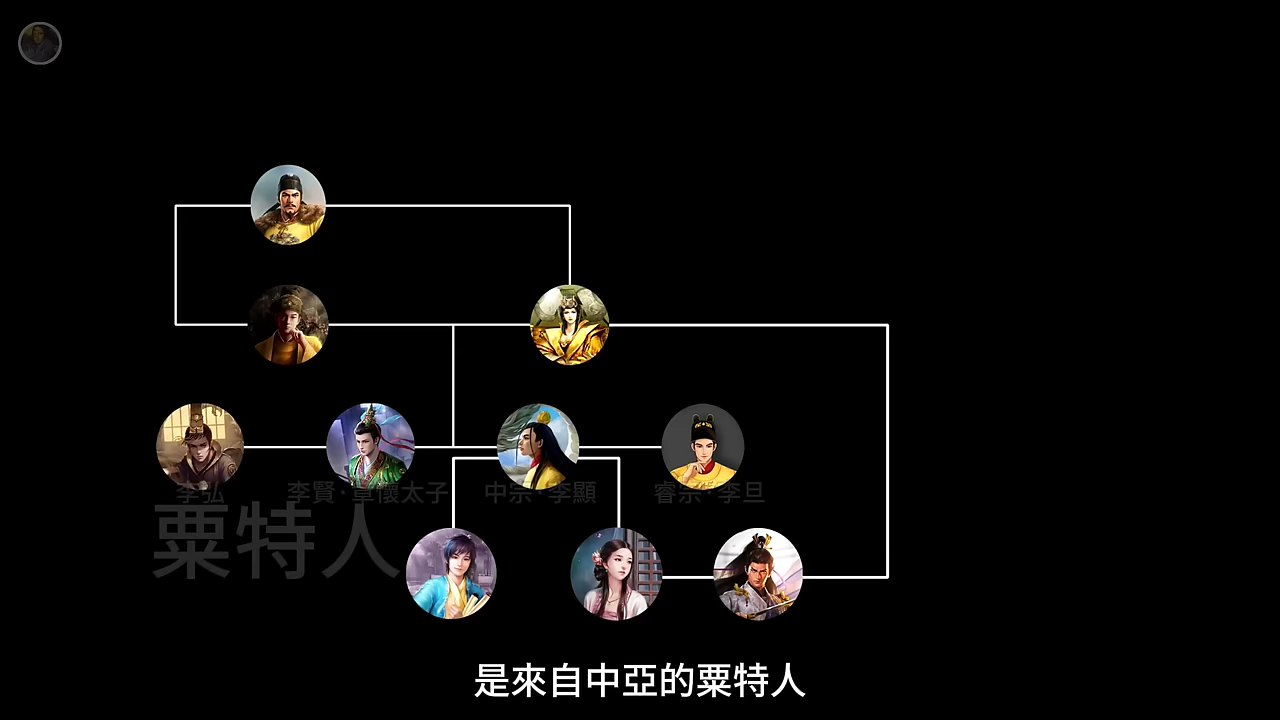 李弘
李賢·章懷太子
中宗·李顯
睿宗·李旦
粟特人
是來自中亞的粟特人